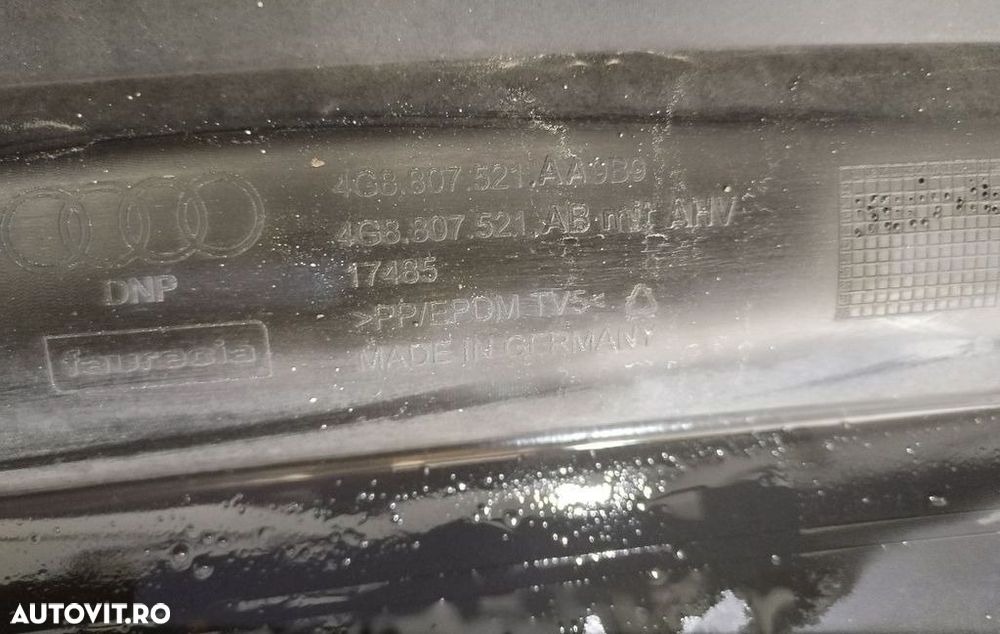 4G8.807.521.AA9B9
4G8.807.521.AB mit AHV
17485
DNP
>PP/EPDM TV5<
faurecia
MADE IN GERMANY
AUTOVIT.RO